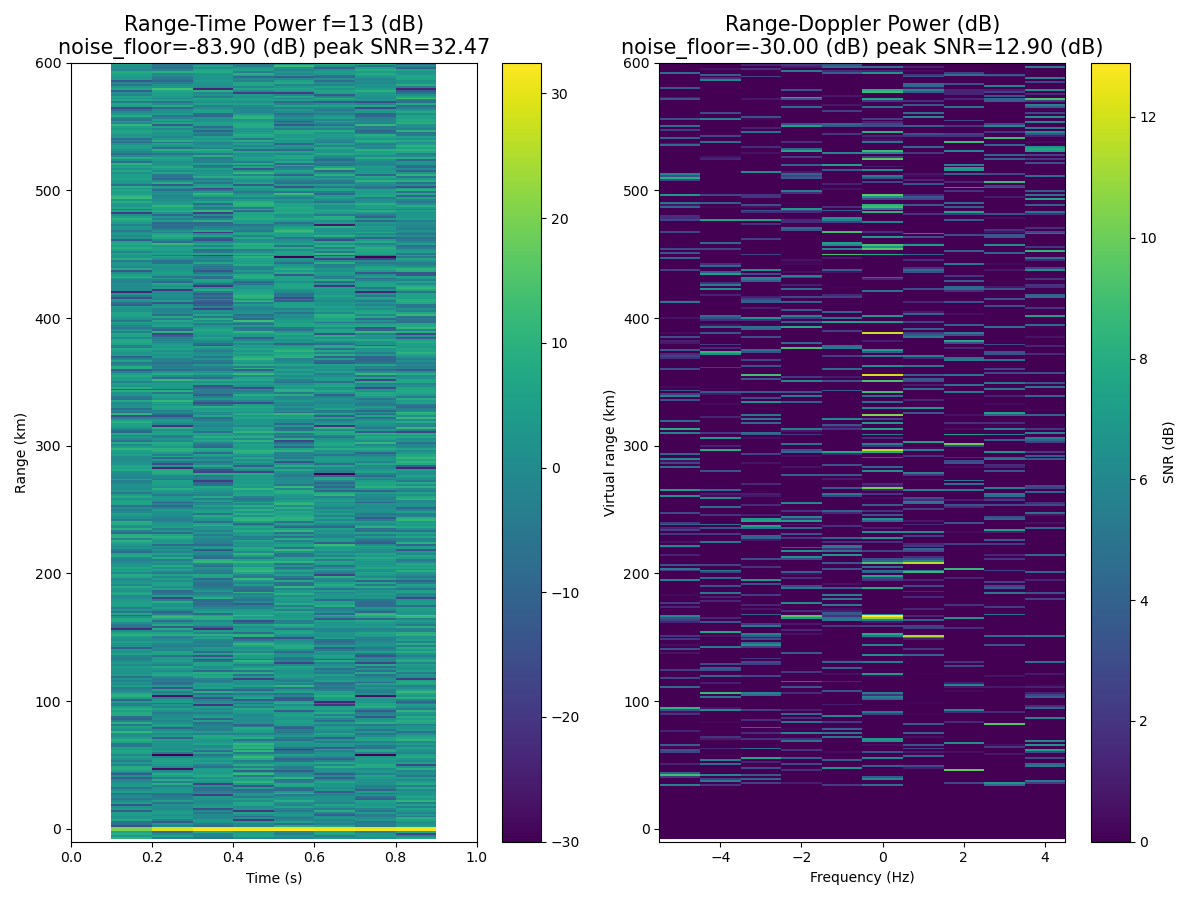 Range-Time Power f=13 (dB)
noise_floor=-83.90 (dB) peak SNR=32.47
Range-Doppler Power (dB)
noise_floor=-30.00 (dB) peak SNR=12.90 (dB)
600
500
400
300
200
100
0
Range (km)
0.0 0.2 0.4 0.6 0.8 1.0
Time (s)
30
20
10
0
−10
−20
−30
600
500
400
300
200
100
0
Virtual range (km)
−4 −2 0 2 4
Frequency (Hz)
12
10
8
6
4
2
0
SNR (dB)